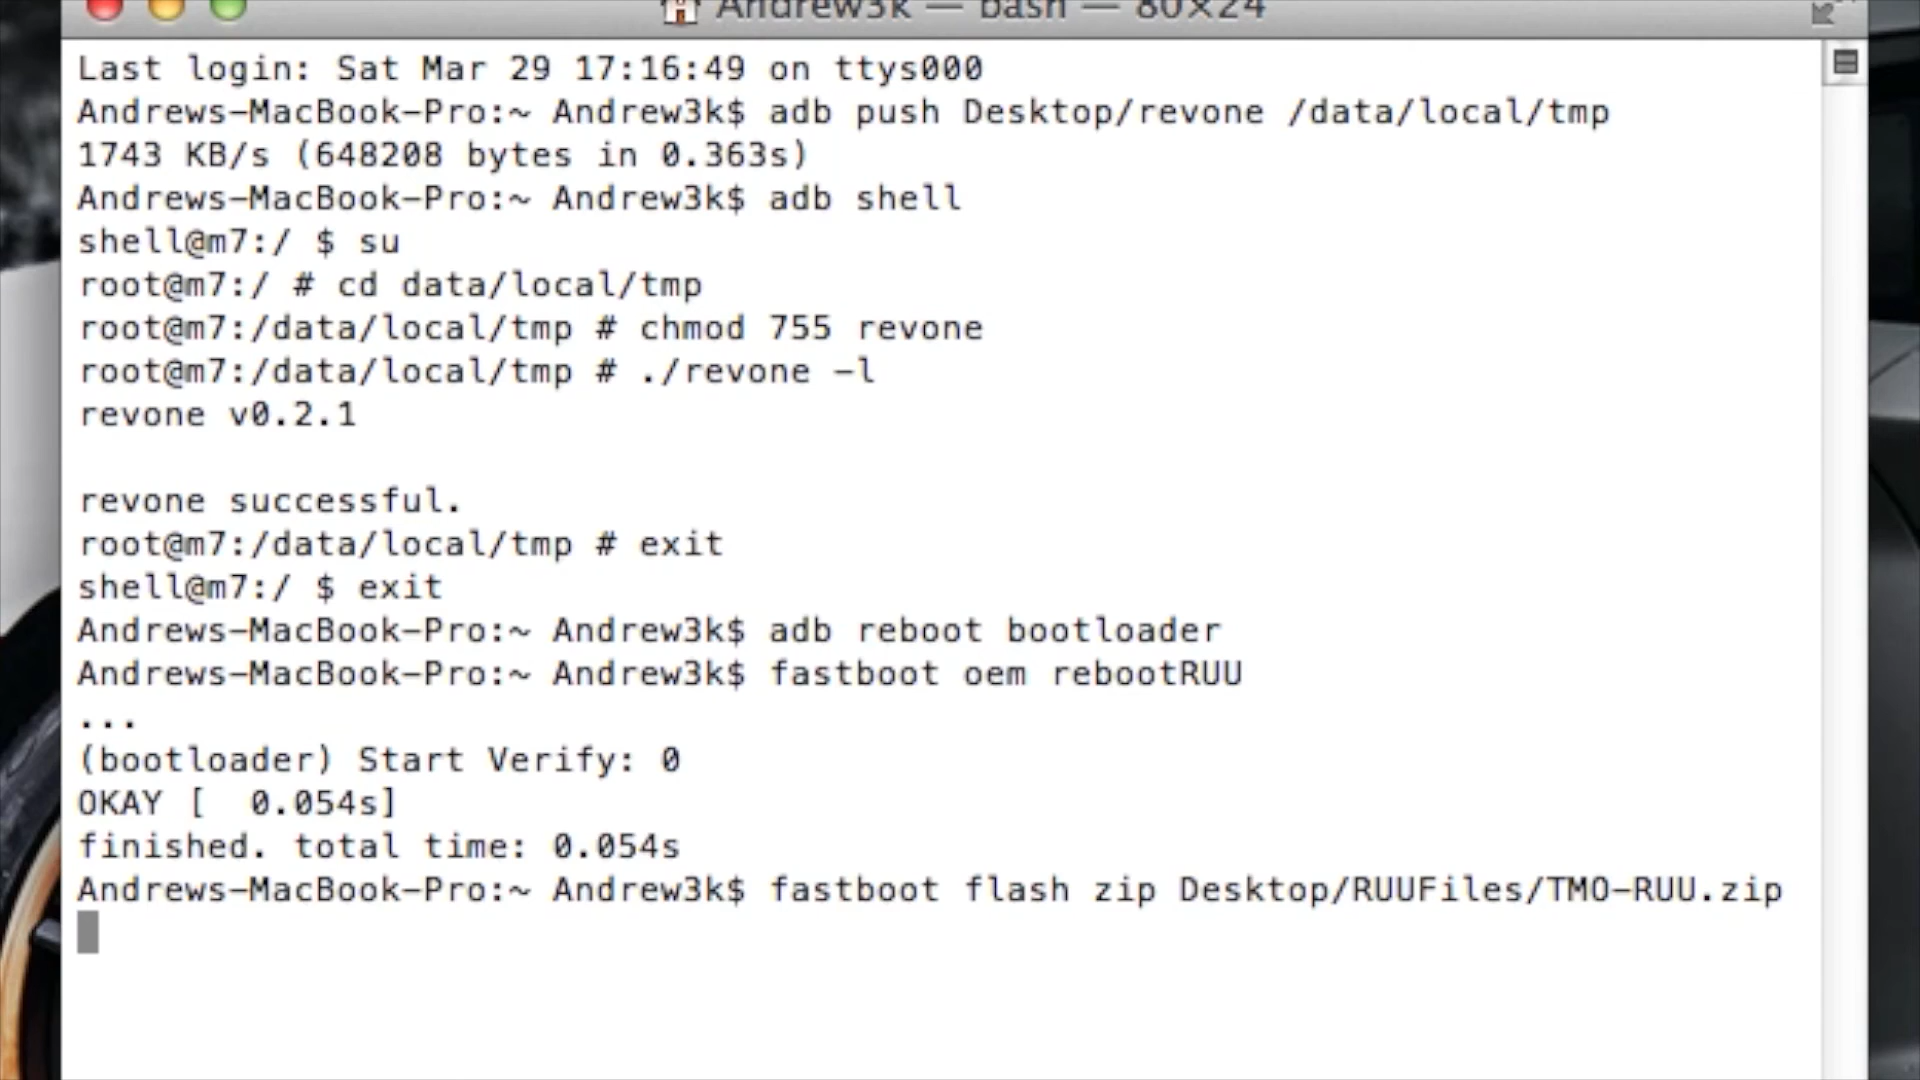 Andrew3k — bash — 80×24
Last login: Sat Mar 29 17:16:49 on ttys000
Andrews-MacBook-Pro:~ Andrew3k$ adb push Desktop/revone /data/local/tmp
1743 KB/s (648208 bytes in 0.363s)
Andrews-MacBook-Pro:~ Andrew3k$ adb shell
shell@m7:/ $ su
root@m7:/ # cd data/local/tmp
root@m7:/data/local/tmp # chmod 755 revone
root@m7:/data/local/tmp # ./revone -l
revone v0.2.1
revone successful.
root@m7:/data/local/tmp # exit
shell@m7:/ $ exit
Andrews-MacBook-Pro:~ Andrew3k$ adb reboot bootloader
Andrews-MacBook-Pro:~ Andrew3k$ fastboot oem rebootRUU
...
(bootloader) Start Verify: 0
OKAY [  0.054s]
finished. total time: 0.054s
Andrews-MacBook-Pro:~ Andrew3k$ fastboot flash zip Desktop/RUUFiles/TMO-RUU.zip